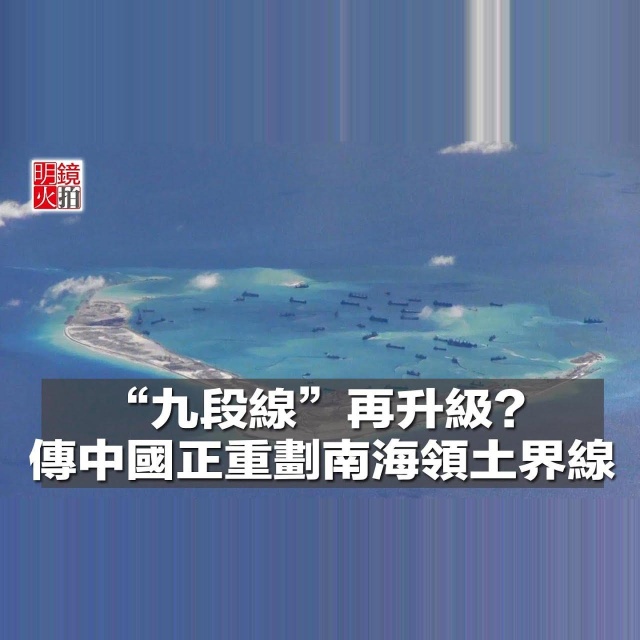 明鏡
火拍
“九段線”再升級?
傳中國正重劃南海領土界線